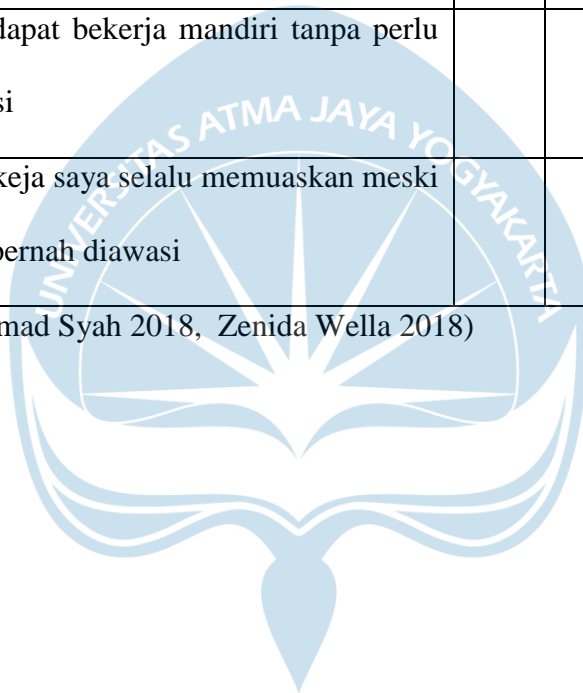 dapat bekerja mandiri tanpa perlu
si
keja saya selalu memuaskan meski
pernah diawasi
mad Syah 2018, Zenida Wella 2018)
UNIVERSITAS ATMA JAYA YOGYAKARTA